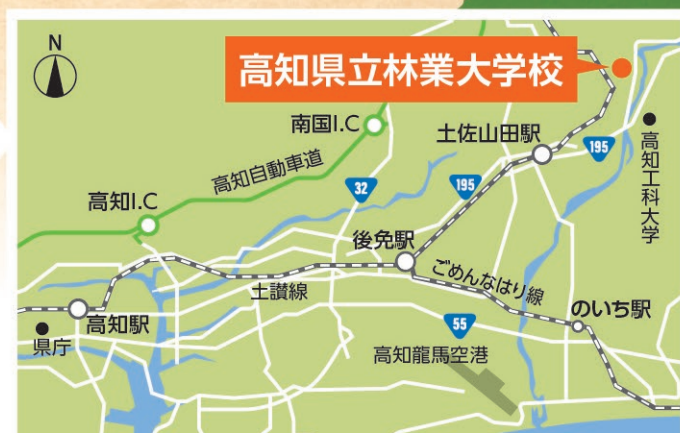 N
高知県立林業大学校
南国I.C
土佐山田駅
195
高知工科大学
高知自動車道
32
195
高知I.C
後免駅
ごめんなはり線
土讃線
のいち駅
高知駅
55
県庁
高知龍馬空港